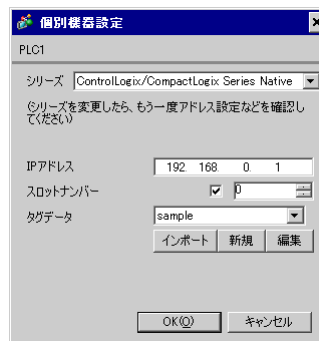 個別機器設定
PLC1
シリーズ ControlLogix/CompactLogix Series Native
(シリーズを変更したら、もう一度アドレス設定などを確認し
てください)
IPアドレス 192. 168. 0. 1
スロットナンバー 0
タグデータ sample
インポート 新規 編集
OK(O) キャンセル